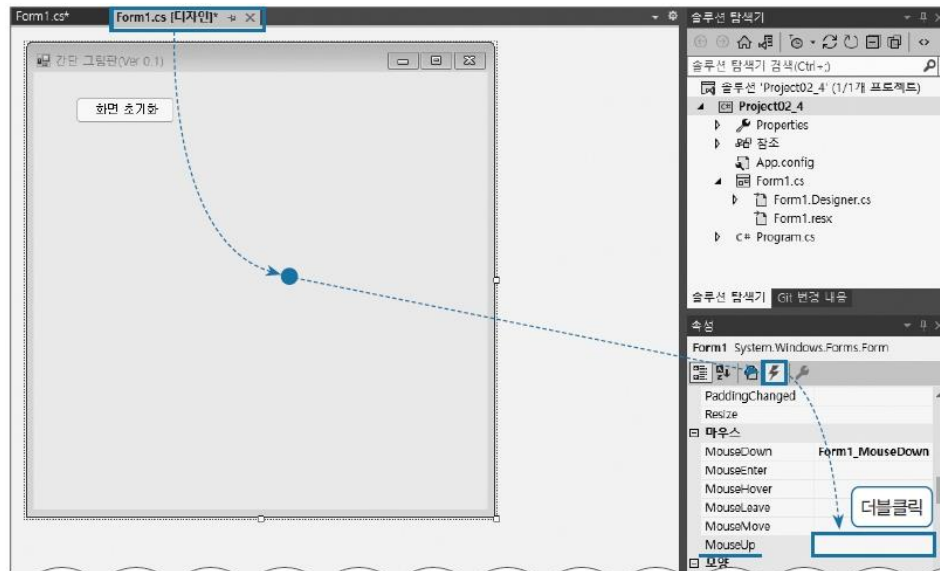 Form1.cs*
Form1.cs [디자인]*
간단 그림판(Ver 0.1)
화면 초기화
솔루션 탐색기
솔루션 탐색기 검색(Ctrl+;)
솔루션 'Project02_4' (1/1개 프로젝트)
Project02_4
Properties
참조
App.config
Form1.cs
Form1.Designer.cs
Form1.resx
C# Program.cs
솔루션 탐색기 Git 변경 내용
속성
Form1 System.Windows.Forms.Form
PaddingChanged
Resize
마우스
MouseDown Form1_MouseDown
MouseEnter
MouseHover
MouseLeave
더블클릭
MouseMove
MouseUp
모양